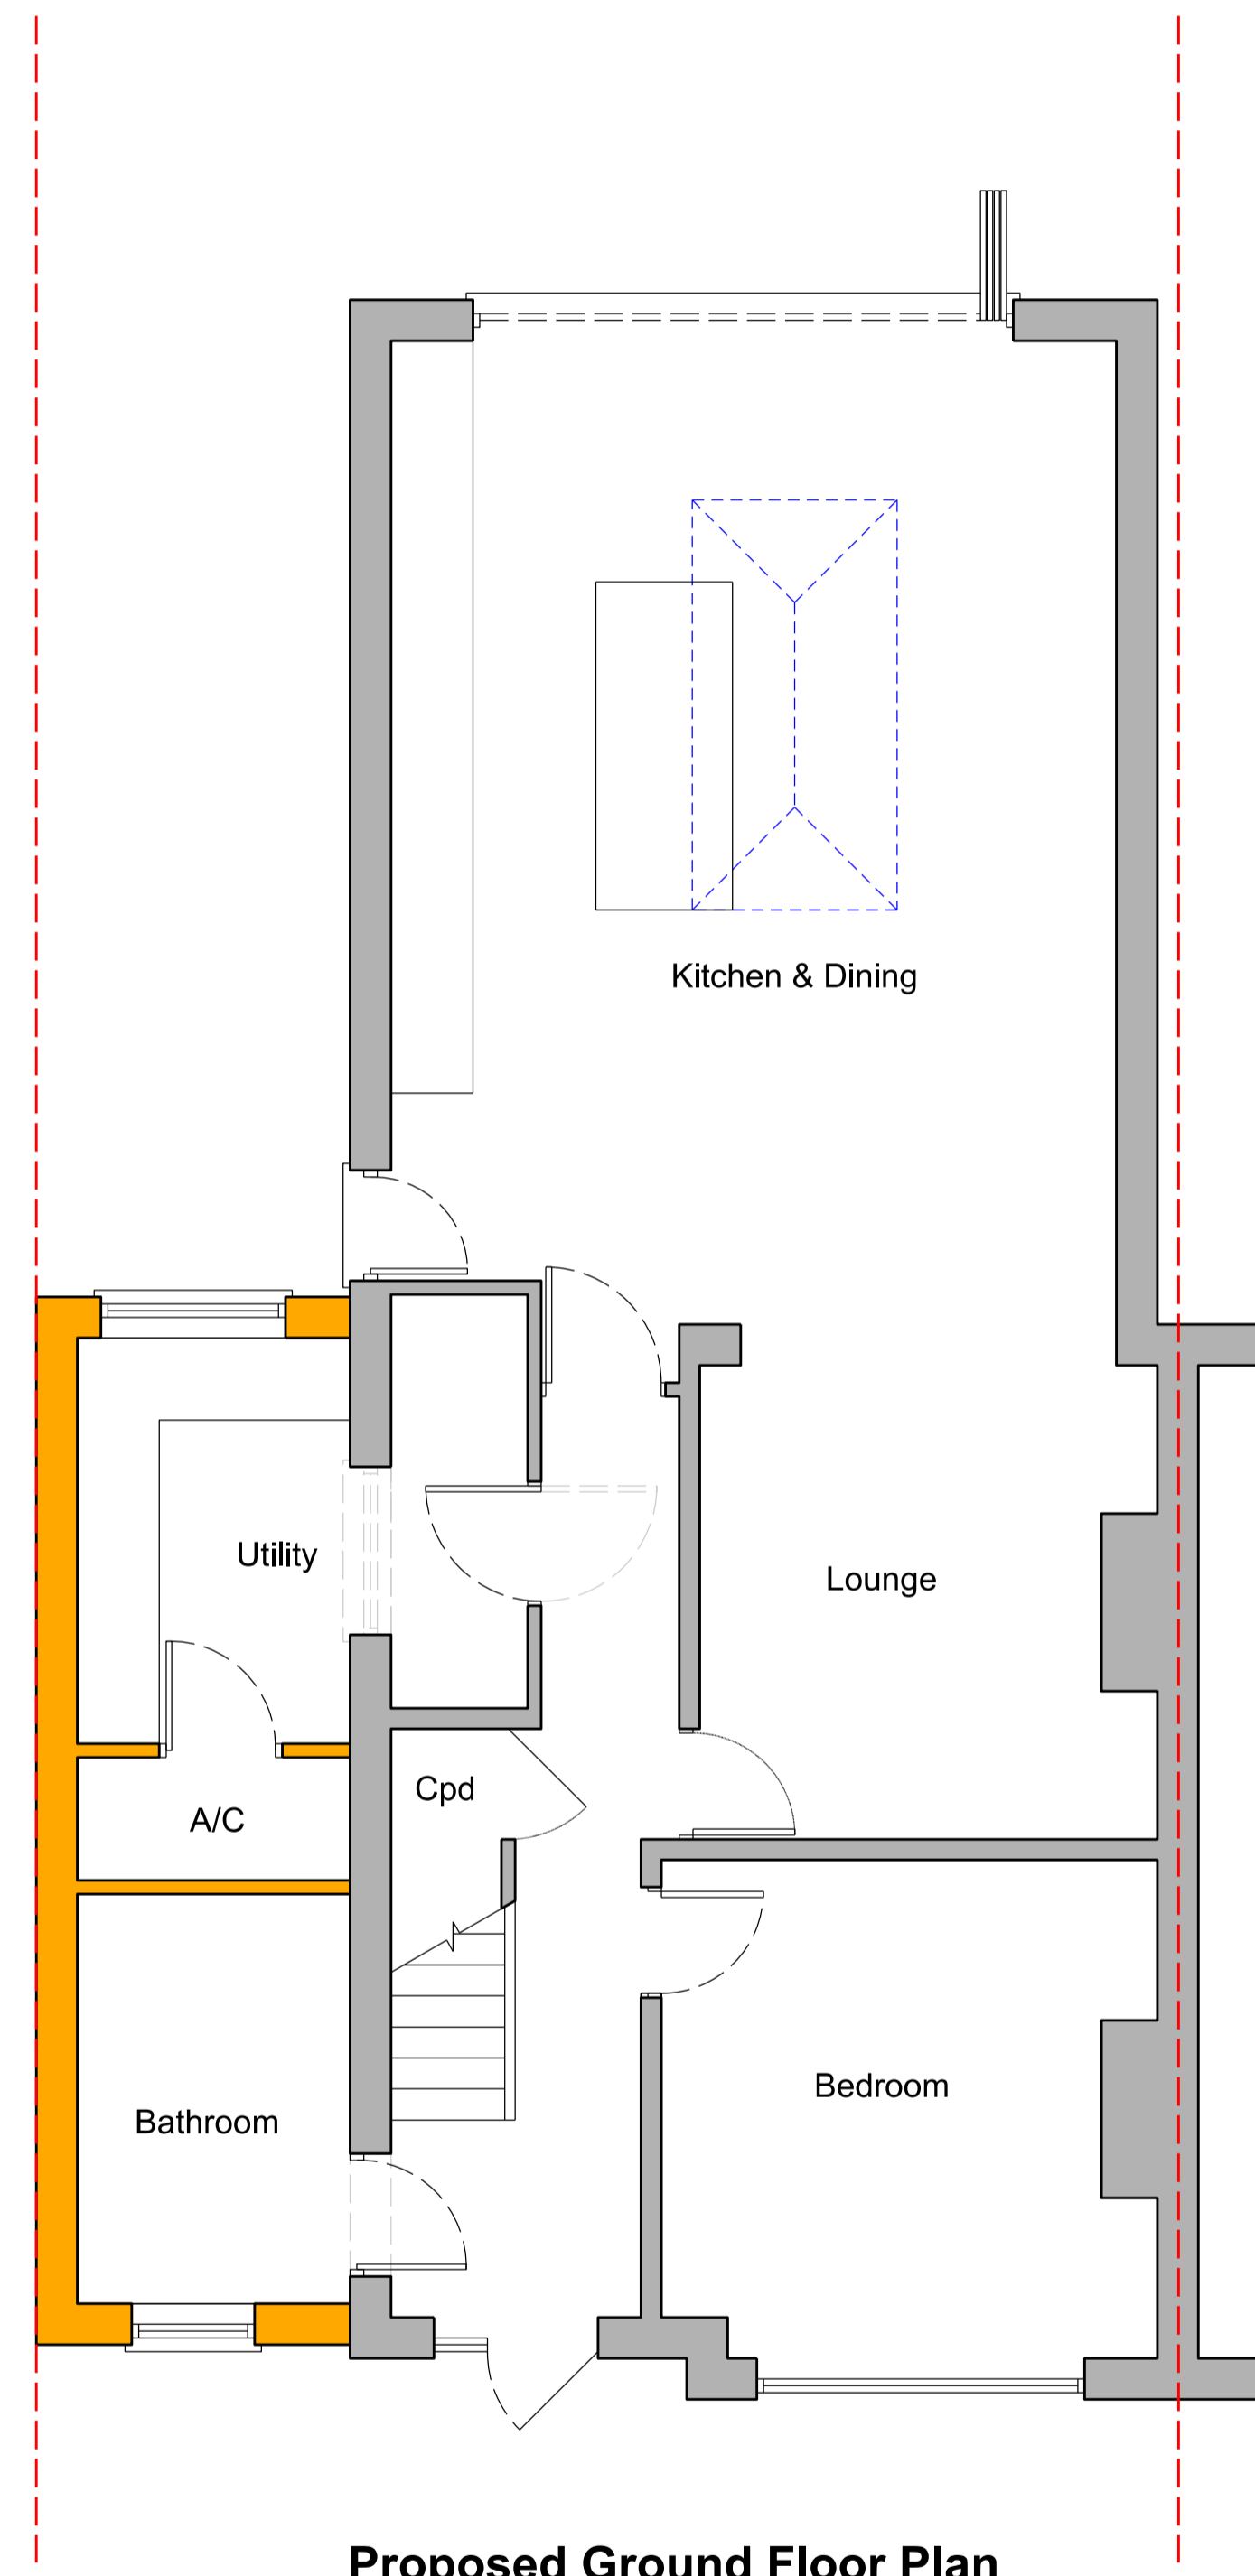 Kitchen & Dining
Utility
Lounge
Cpd
A/C
Bedroom
Bathroom
Proposed Ground Floor Plan